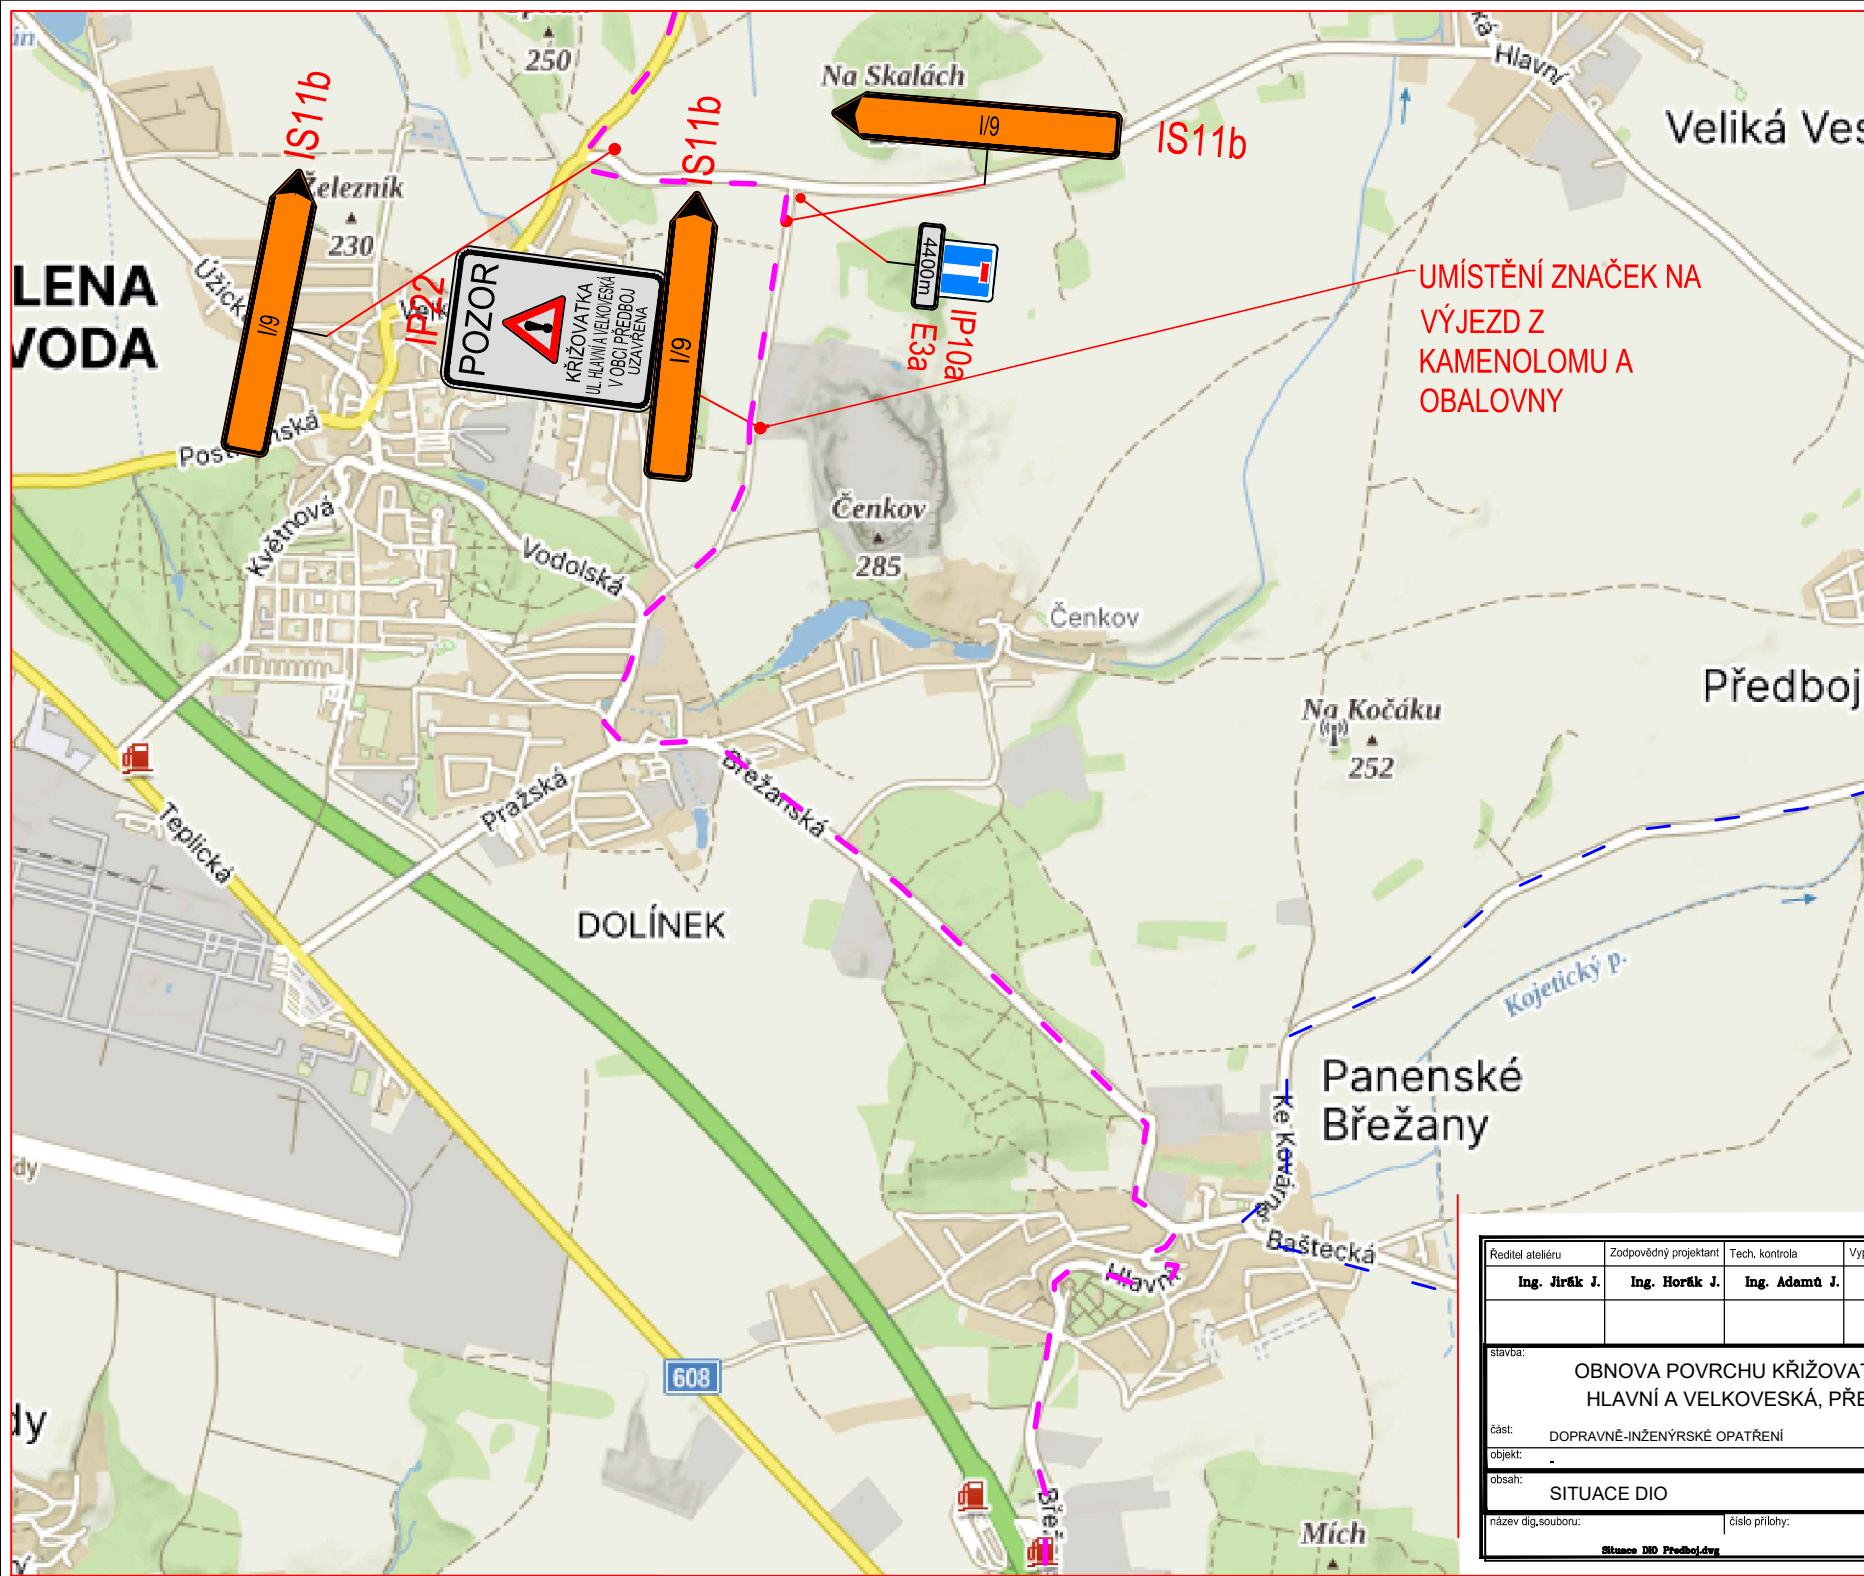 250
Na Skalách
Hlavní
IS11b
IS11b
I/9
IS11b
Veliká Ves
Železník
230
LENA
VODA
I/9
IP22
POZOR
KŘIŽOVATKA
UL. HLAVNÍ A VELKOVESKÁ
V OBCI PŘEDBOJ
UZAVŘENA
I/9
4400m
E3a
IP10a
UMÍSTĚNÍ ZNAČEK NA
VÝJEZD Z
KAMENOLOMU A
OBALOVNY
Čenkov
285
Květnová
Vodolská
Čenkov
Předboj
Na Kočáku
252
Břežanská
Pražská
Teplická
DOLÍNEK
Kojetický p.
Panenské
Břežany
Ke Kovárně
Baštecká
Hlavní
608
dy
dy
Mích
Ředitel ateliéru
Zodpovědný projektant
Tech. kontrola
Vyp
Ing. Jirák J.
Ing. Horák J.
Ing. Adamů J.
stavba:
OBNOVA POVRCHU KŘIŽOVAT
HLAVNÍ A VELKOVESKÁ, PŘE
část:
DOPRAVNĚ-INŽENÝRSKÉ OPATŘENÍ
objekt:
-
obsah:
SITUACE DIO
název dig.souboru:
číslo přílohy:
Situace DIO Předboj.dwg